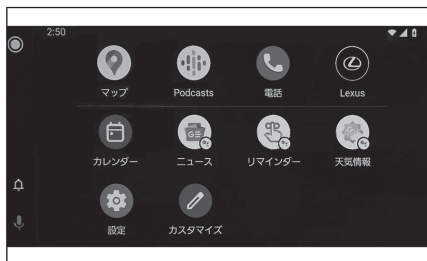 2:50
マップ
Podcasts
電話
Lexus
カレンダー
ニュース
リマインダー
天気情報
設定
カスタマイズ